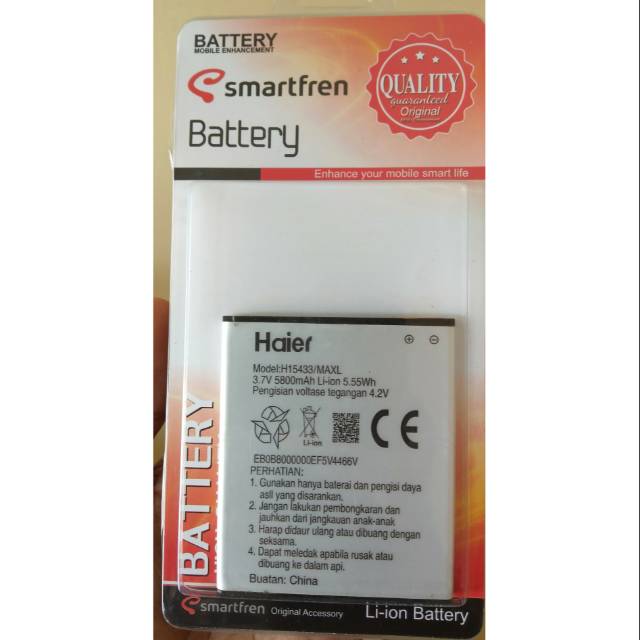 BATTERY
MOBILE ENHANCEMENT
smartfren
Battery
QUALITY
guaranteed
Original
Enhance your mobile smart life
Haier
Model:H15433/MAXL
3.7V 5800mAh Li-ion 5.55Wh
Pengisian voltase tegangan 4.2V
Li-ion
CE
EB0B8000000EF5V4466V
PERHATIAN:
1. Gunakan hanya baterai dan pengisi daya
asll yang disarankan.
2. Jangan lakukan pembongkaran dan
jauhkan dari jangkauan anak-anak
3. Harap didaur ulang atau dibuang dengan
seksama.
4. Dapat meledak apabila rusak atau
dibuang ke dalam api.
Buatan: China
BATTERY
smartfren Original Accessory
Li-ion Battery